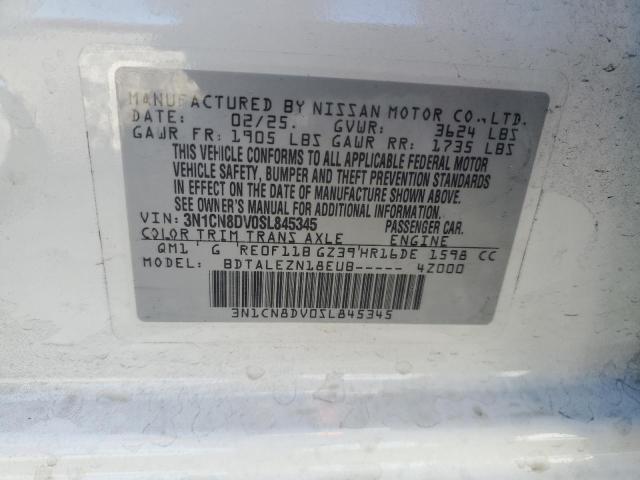 MANUFACTURED BY NISSAN MOTOR CO.,LTD.
DATE: 02/25. GVWR: 3624 LBS
GAWR FR: 1905 LBS GAWR RR: 1735 LBS
THIS VEHICLE CONFORMS TO ALL APPLICABLE FEDERAL MOTOR
VEHICLE SAFETY, BUMPER AND THEFT PREVENTION STANDARDS
IN EFFECT ON THE DATE OF MANUFACTURE SHOWN ABOVE.
SEE OWNER'S MANUAL FOR ADDITIONAL INFORMATION.
VIN: 3N1CN8DV0SL845345 PASSENGER CAR.
COLOR TRIM TRANS AXLE ENGINE
QM1 G RE0F11B GZ39 HR16DE 1598 CC
BDTALEZN18EUB----- 4Z000
3N1CN8DV0SL845345